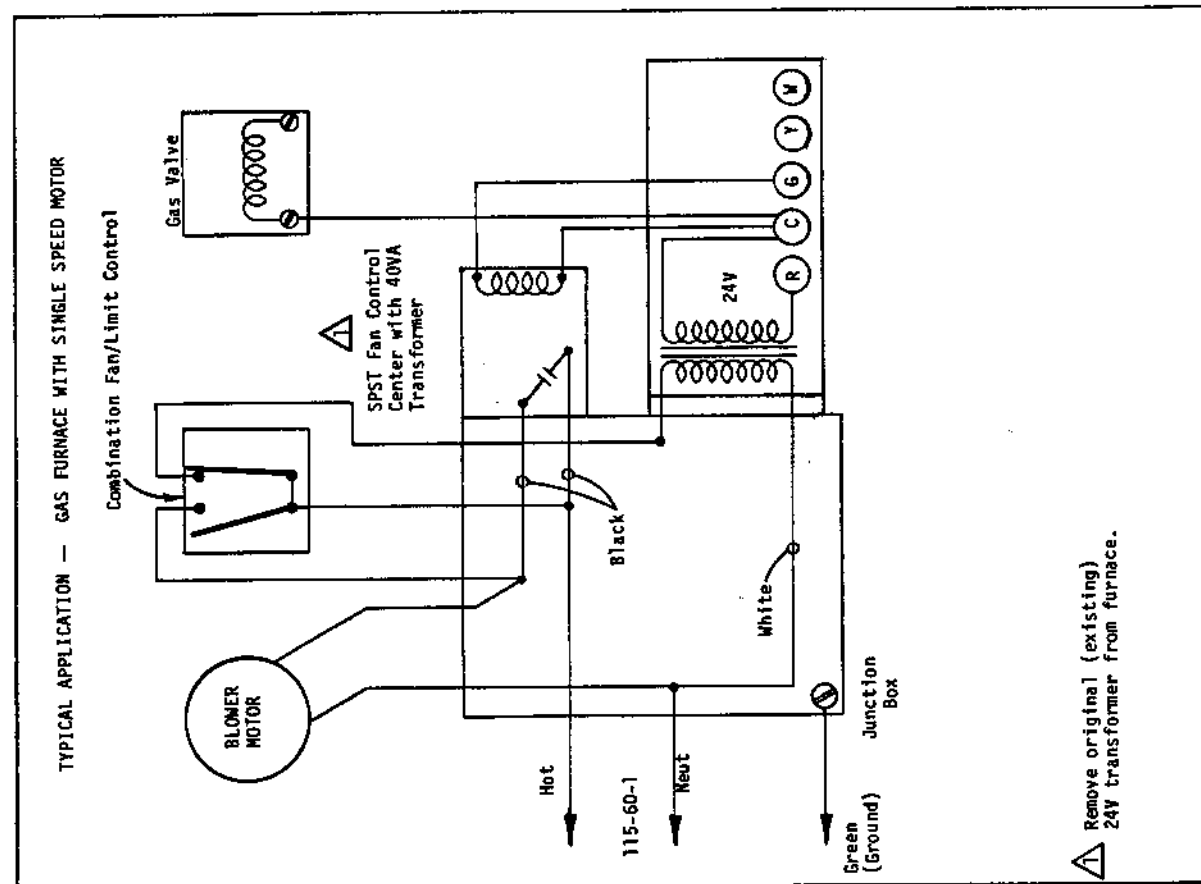 TYPICAL APPLICATION — GAS FURNACE WITH SINGLE SPEED MOTOR
Combination Fan/Limit Control
Gas Valve
1
SPST Fan Control
Center with 40VA
Transformer
BLOWER
MOTOR
24V
R
C
G
Y
W
Black
White
Hot
115-60-1
Neut
Green
(Ground)
Junction
Box
1
Remove original (existing)
24V transformer from furnace.